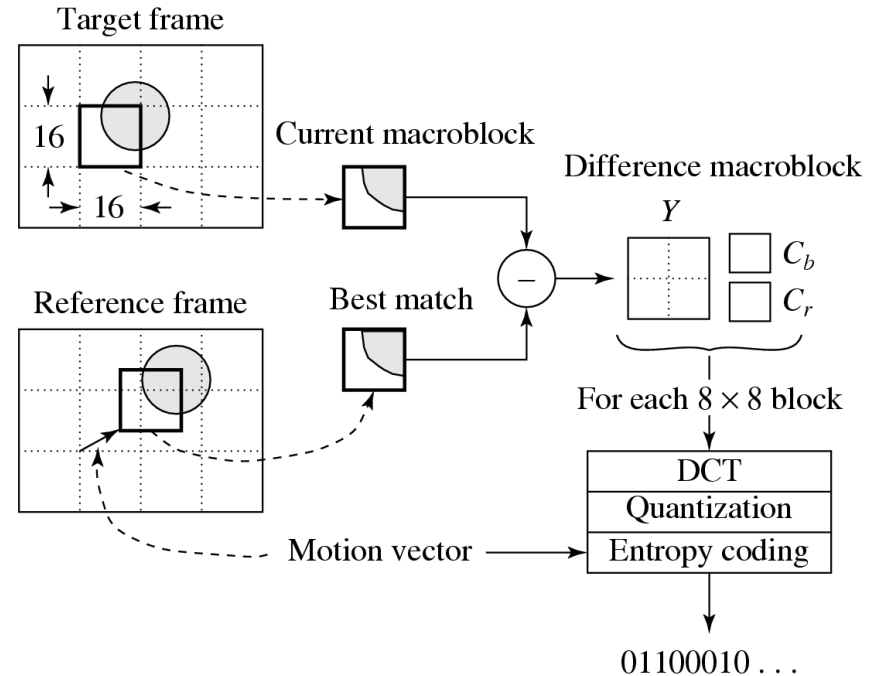 Target frame
16
16
Current macroblock
Difference macroblock
Y
C_b
C_r
−
Reference frame
Best match
For each 8 × 8 block
DCT
Quantization
Motion vector
Entropy coding
01100010 . . .